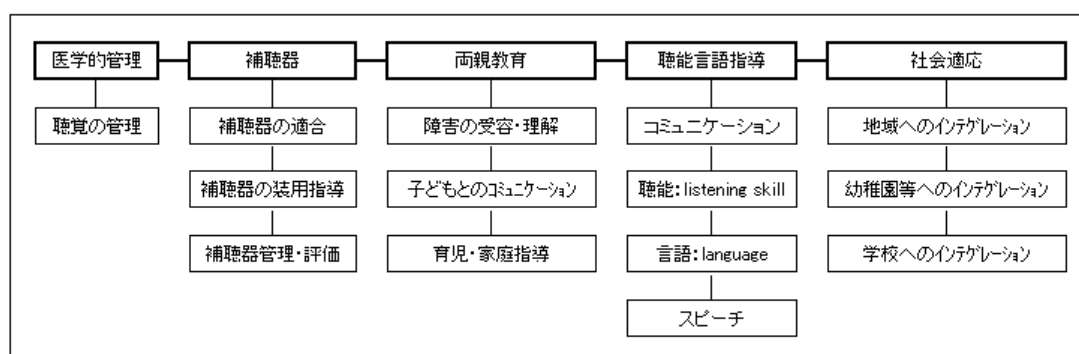 医学的管理
補聴器
両親教育
聴能言語指導
社会適応
聴覚の管理
補聴器の適合
障害の受容・理解
コミュニケーション
地域へのｲﾝﾃｸﾞﾚｰｼｮﾝ
補聴器の装用指導
子どもとのｺﾐｭﾆｹｰｼｮﾝ
聴能：listening skill
幼稚園等へのｲﾝﾃｸﾞﾚｰｼｮﾝ
補聴器管理・評価
育児・家庭指導
言語：language
学校へのｲﾝﾃｸﾞﾚｰｼｮﾝ
スピーチ